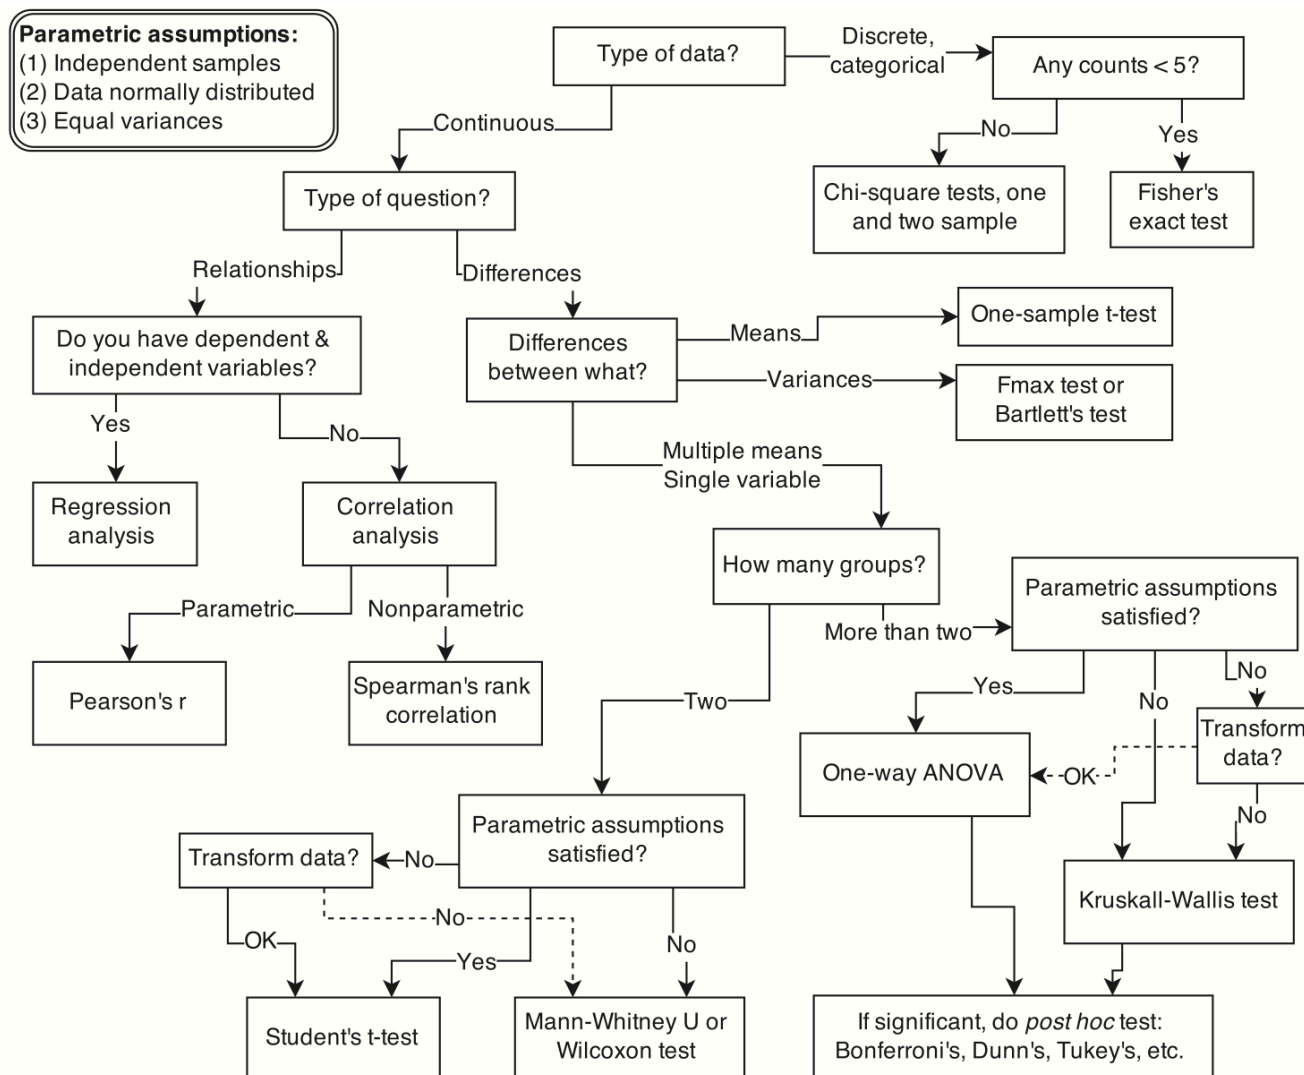 Parametric assumptions:
(1) Independent samples
(2) Data normally distributed
(3) Equal variances
Type of data?
Discrete,
categorical
Any counts < 5?
Continuous
No
Yes
Type of question?
Chi-square tests, one
and two sample
Fisher's
exact test
Relationships
Differences
Do you have dependent &
independent variables?
Differences
between what?
Means
One-sample t-test
Variances
Fmax test or
Bartlett's test
Yes
No
Multiple means
Single variable
Regression
analysis
Correlation
analysis
How many groups?
Parametric assumptions
satisfied?
Parametric
Nonparametric
More than two
Pearson's r
Spearman's rank
correlation
Two
Yes
No
No
Transform
data?
One-way ANOVA
OK
No
Parametric assumptions
satisfied?
Transform data?
No
Kruskall-Wallis test
No
OK
Yes
No
Student's t-test
Mann-Whitney U or
Wilcoxon test
If significant, do post hoc test:
Bonferroni's, Dunn's, Tukey's, etc.